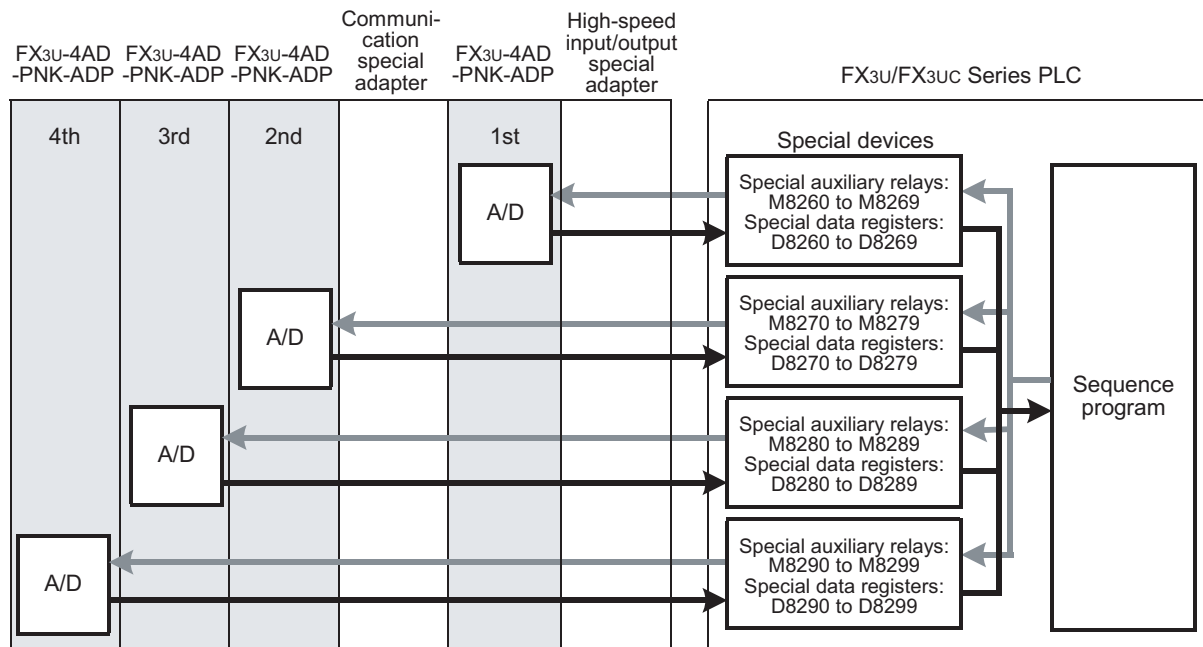 FX3U-4AD
-PNK-ADP
FX3U-4AD
-PNK-ADP
FX3U-4AD
-PNK-ADP
Communi-
cation
special
adapter
FX3U-4AD
-PNK-ADP
High-speed
input/output
special
adapter
FX3U/FX3UC Series PLC
4th
3rd
2nd
1st
Special devices
A/D
Special auxiliary relays:
M8260 to M8269
Special data registers:
D8260 to D8269
A/D
Special auxiliary relays:
M8270 to M8279
Special data registers:
D8270 to D8279
Sequence
program
A/D
Special auxiliary relays:
M8280 to M8289
Special data registers:
D8280 to D8289
A/D
Special auxiliary relays:
M8290 to M8299
Special data registers:
D8290 to D8299